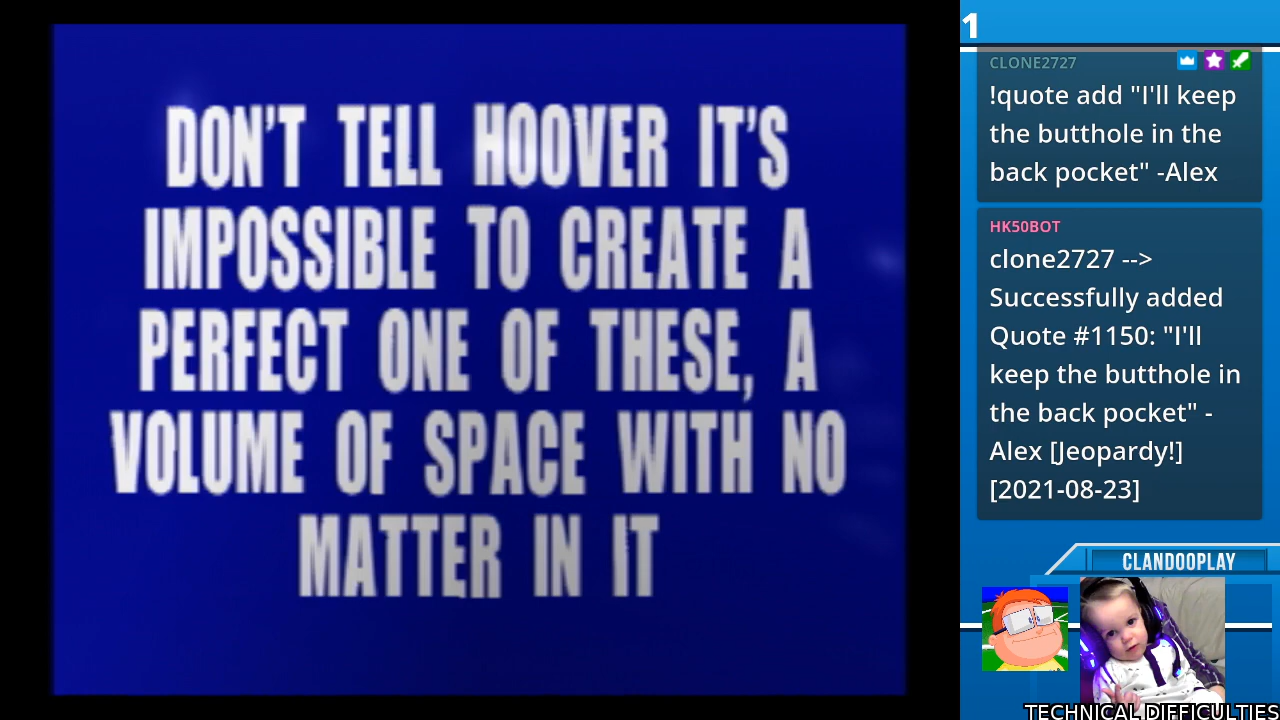 DON'T TELL HOOVER IT'S
IMPOSSIBLE TO CREATE A
PERFECT ONE OF THESE, A
VOLUME OF SPACE WITH NO
MATTER IN IT
1
CLONE2727
!quote add "I'll keep
the butthole in the
back pocket" -Alex
HK50BOT
clone2727 -->
Successfully added
Quote #1150: "I'll
keep the butthole in
the back pocket" -
Alex [Jeopardy!]
[2021-08-23]
CLANDOOPLAY
TECHNICAL DIFFICULTIES